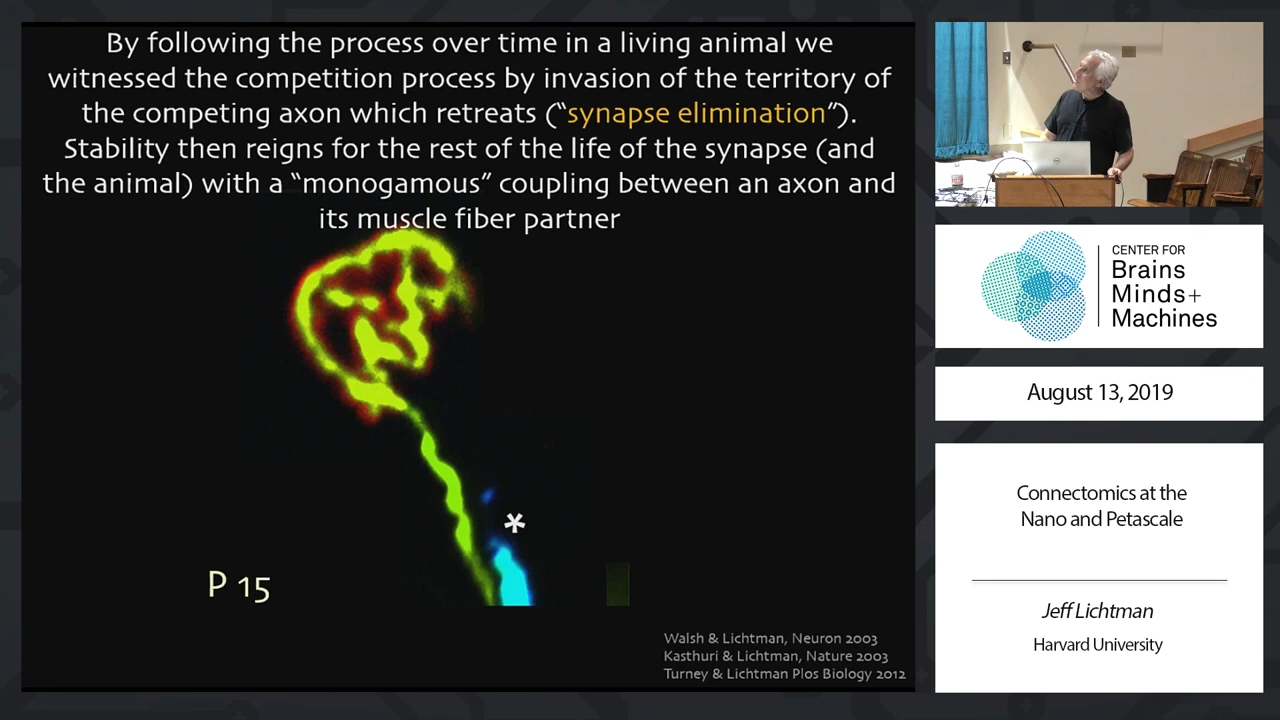 By following the process over time in a living animal we
witnessed the competition process by invasion of the territory of
the competing axon which retreats (“synapse elimination”).
Stability then reigns for the rest of the life of the synapse (and
the animal) with a “monogamous” coupling between an axon and
its muscle fiber partner
*
P 15
Walsh & Lichtman, Neuron 2003
Kasthuri & Lichtman, Nature 2003
Turney & Lichtman Plos Biology 2012
CENTER FOR
Brains
Minds+
Machines
August 13, 2019
Connectomics at the
Nano and Petascale
Jeff Lichtman
Harvard University